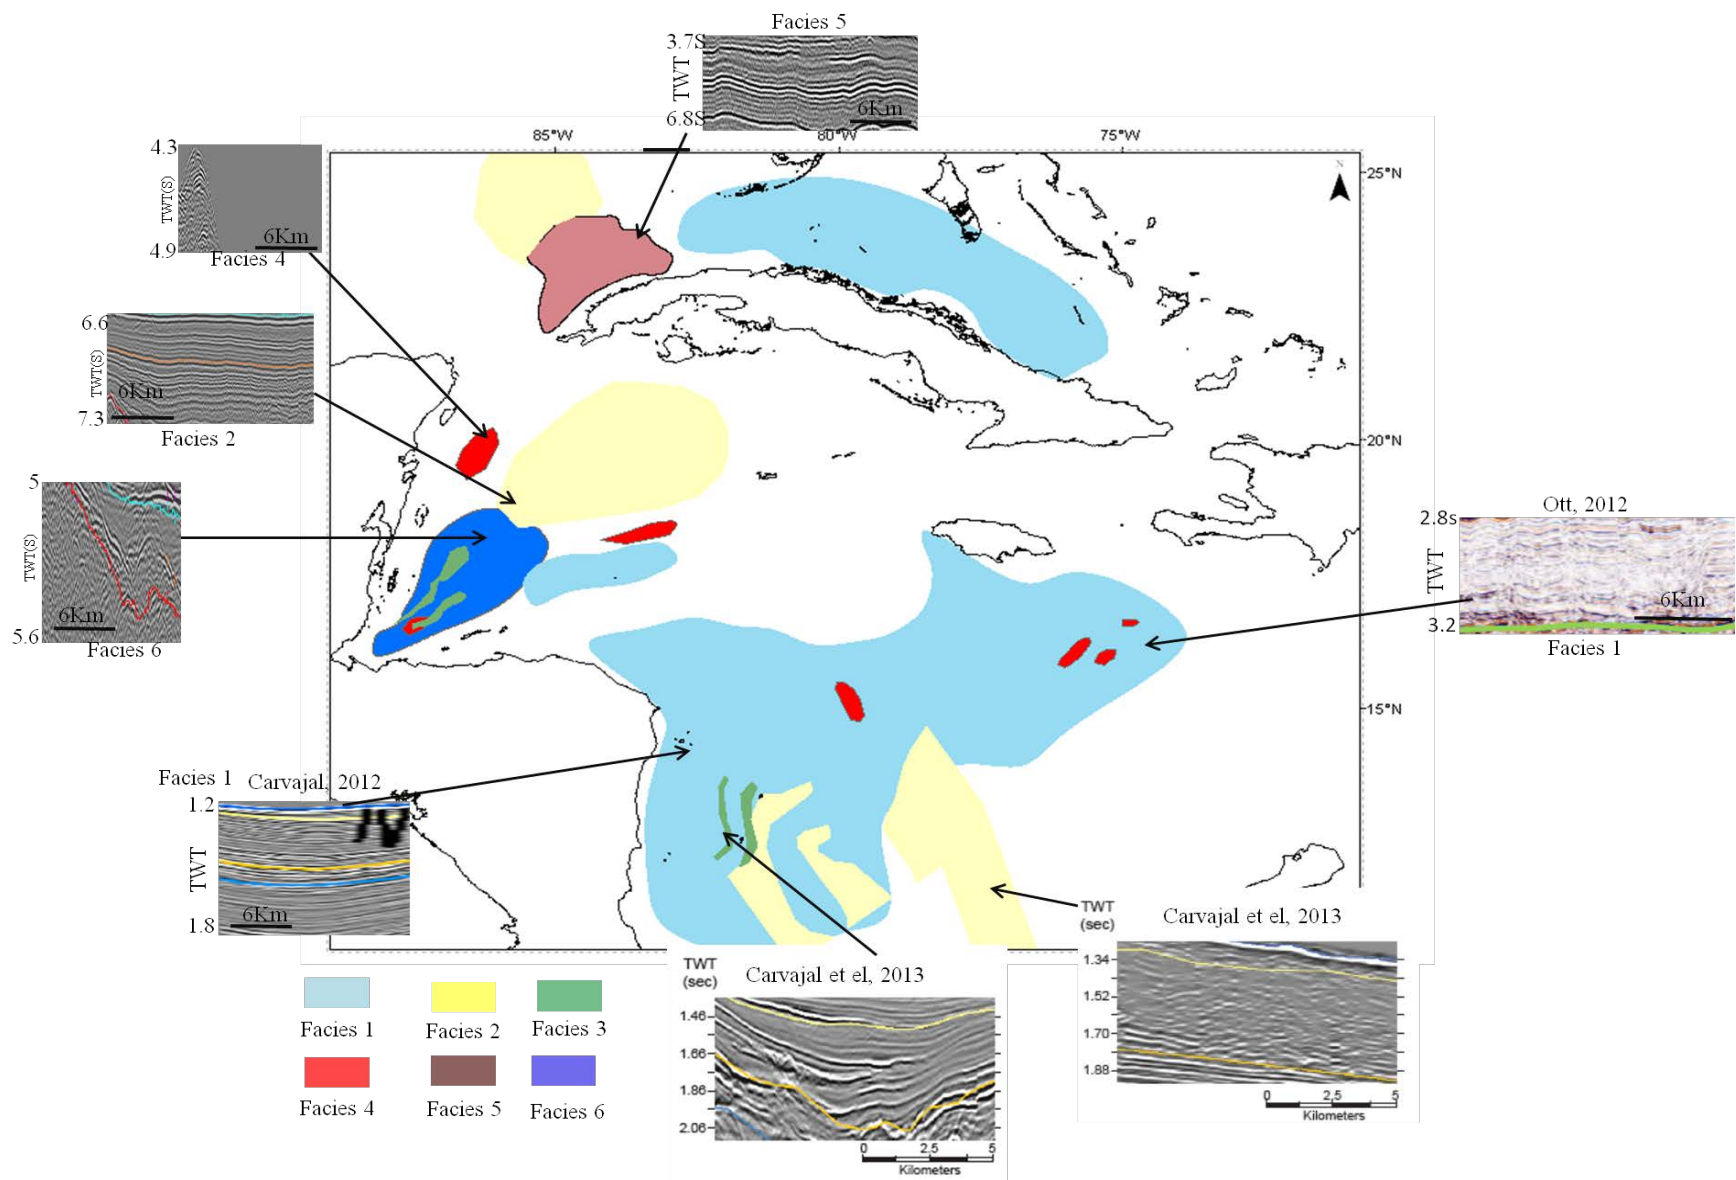 Facies 5
3.7S
TWT
6.8S
6Km
85°W
80°W
75°W
4.3
TWT(S)
4.9
6Km
Facies 4
N
25°N
6.6
TWT(S)
7.3
6Km
Facies 2
20°N
5
TWT(S)
5.6
6Km
Facies 6
Ott, 2012
2.8s
TWT
3.2
6Km
Facies 1
15°N
Facies 1
Carvajal, 2012
1.2
TWT
1.8
6Km
TWT
(sec)
Carvajal et el, 2013
1.34
1.52
1.70
1.88
0 2.5 5
Kilometers
TWT
(sec)
Carvajal et el, 2013
1.46
1.66
1.86
2.06
0 2.5 5
Kilometers
Facies 1
Facies 2
Facies 3
Facies 4
Facies 5
Facies 6